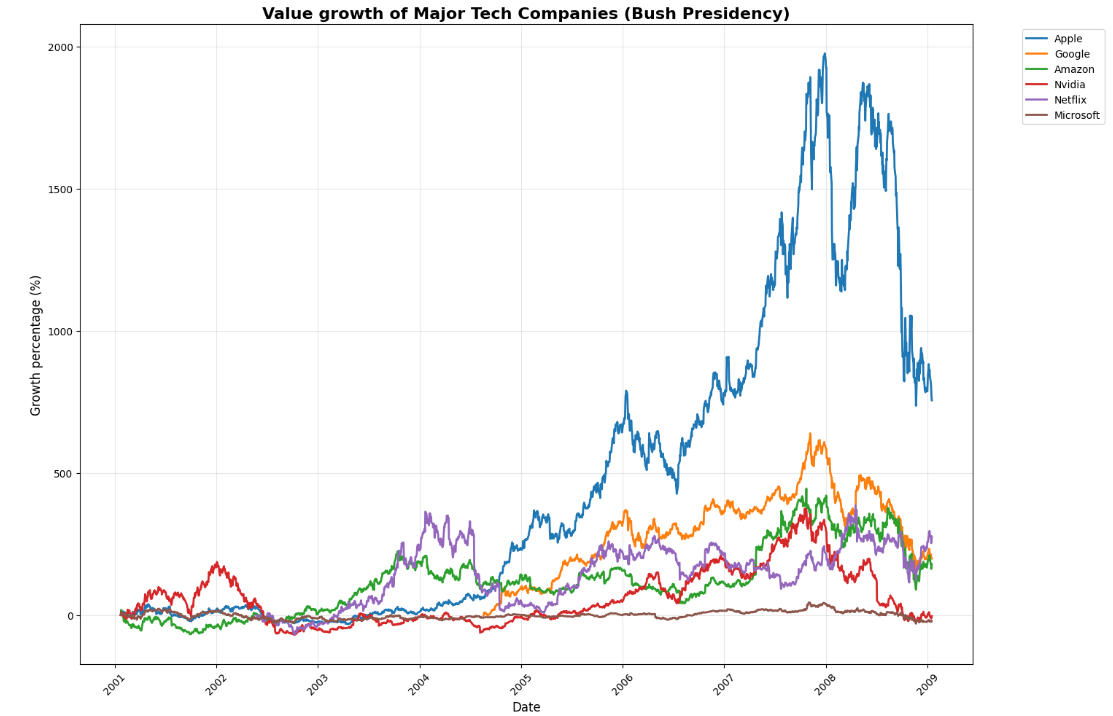 Value growth of Major Tech Companies (Bush Presidency)
Growth percentage (%)
2000
1500
1000
500
0
2001
2002
2003
2004
2005
2006
2007
2008
2009
Date
Apple
Google
Amazon
Nvidia
Netflix
Microsoft